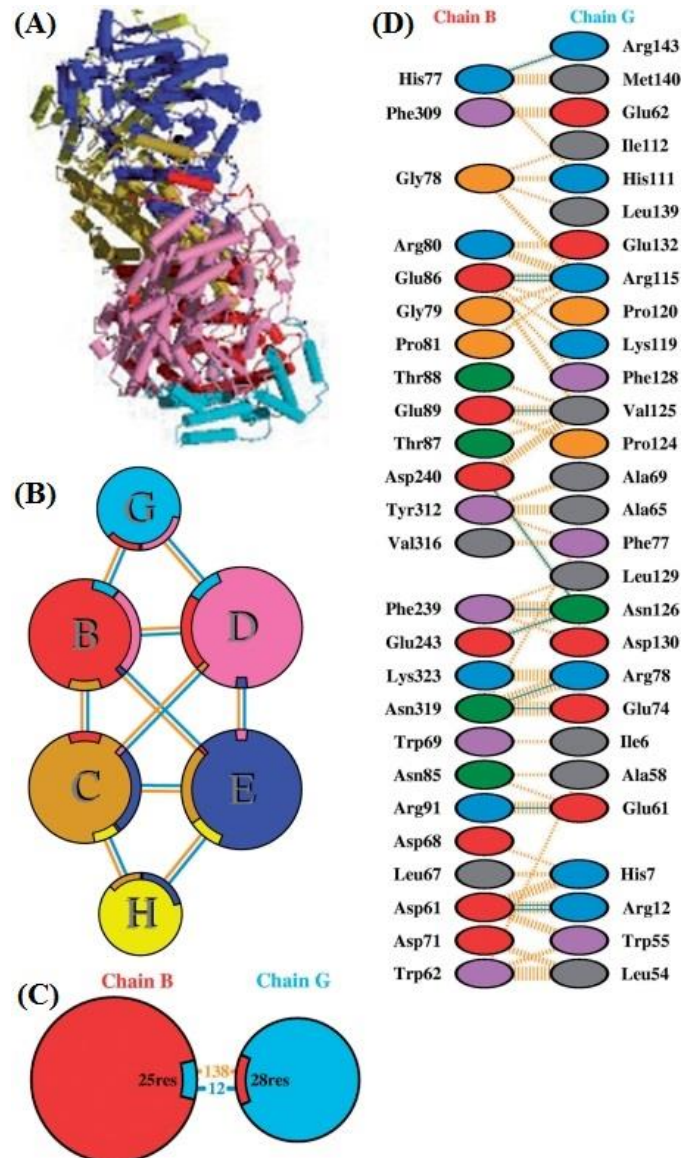 (A)
(B)
G
B
D
C
E
H
(C)
Chain B
Chain G
25res
138
12
28res
(D)
Chain B
Chain G
Arg143
His77
Met140
Phe309
Glu62
Ile112
Gly78
His111
Leu139
Arg80
Glu132
Glu86
Arg115
Gly79
Pro120
Pro81
Lys119
Thr88
Phe128
Glu89
Val125
Thr87
Pro124
Asp240
Ala69
Tyr312
Ala65
Val316
Phe77
Leu129
Phe239
Asn126
Glu243
Asp130
Lys323
Arg78
Asn319
Glu74
Trp69
Ile6
Asn85
Ala58
Arg91
Glu61
Asp68
Leu67
His7
Asp61
Arg12
Asp71
Trp55
Trp62
Leu54